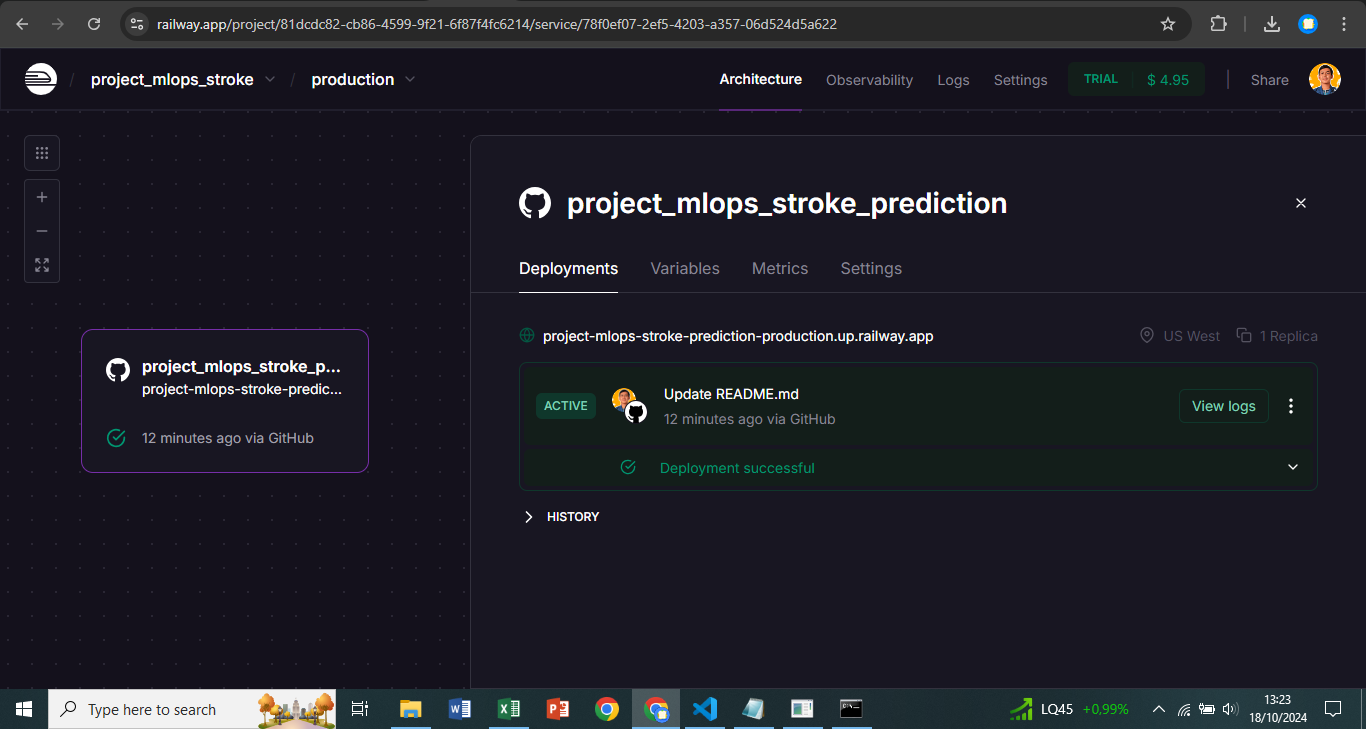 railway.app/project/81dcdc82-cb86-4599-9f21-6f87f4fc6214/service/78f0ef07-2ef5-4203-a357-06d524d5a622
/ project_mlops_stroke / production
Architecture Observability Logs Settings TRIAL $ 4.95 Share
project_mlops_stroke_prediction
Deployments Variables Metrics Settings
project-mlops-stroke-prediction-production.up.railway.app US West 1 Replica
project_mlops_stroke_p...
project-mlops-stroke-predic...
12 minutes ago via GitHub
ACTIVE Update README.md
12 minutes ago via GitHub
View logs
Deployment successful
HISTORY
Type here to search
LQ45 +0,99%
13:23
18/10/2024